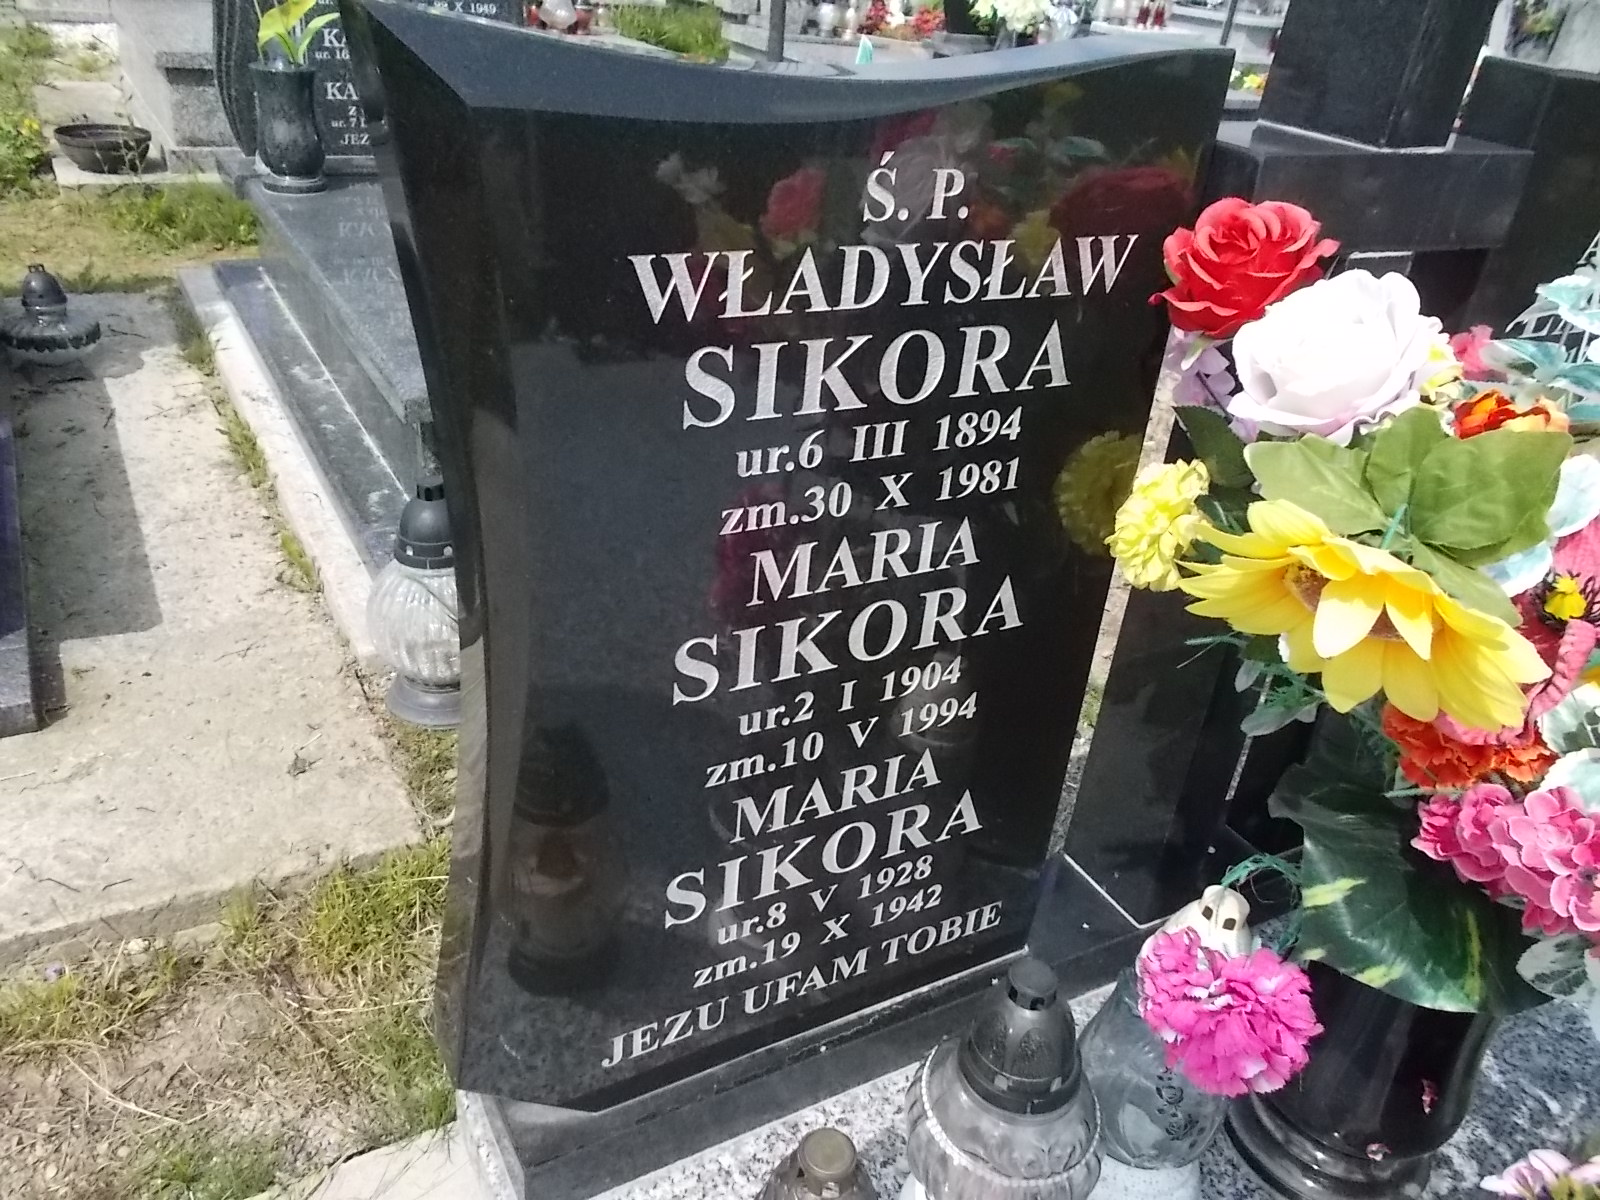 Ś. P.
WŁADYSŁAW
SIKORA
ur.6 III 1894
zm.30 X 1981
MARIA
SIKORA
ur.2 I 1904
zm.10 V 1994
MARIA
SIKORA
ur.8 V 1928
zm.19 X 1942
JEZU UFAM TOBIE